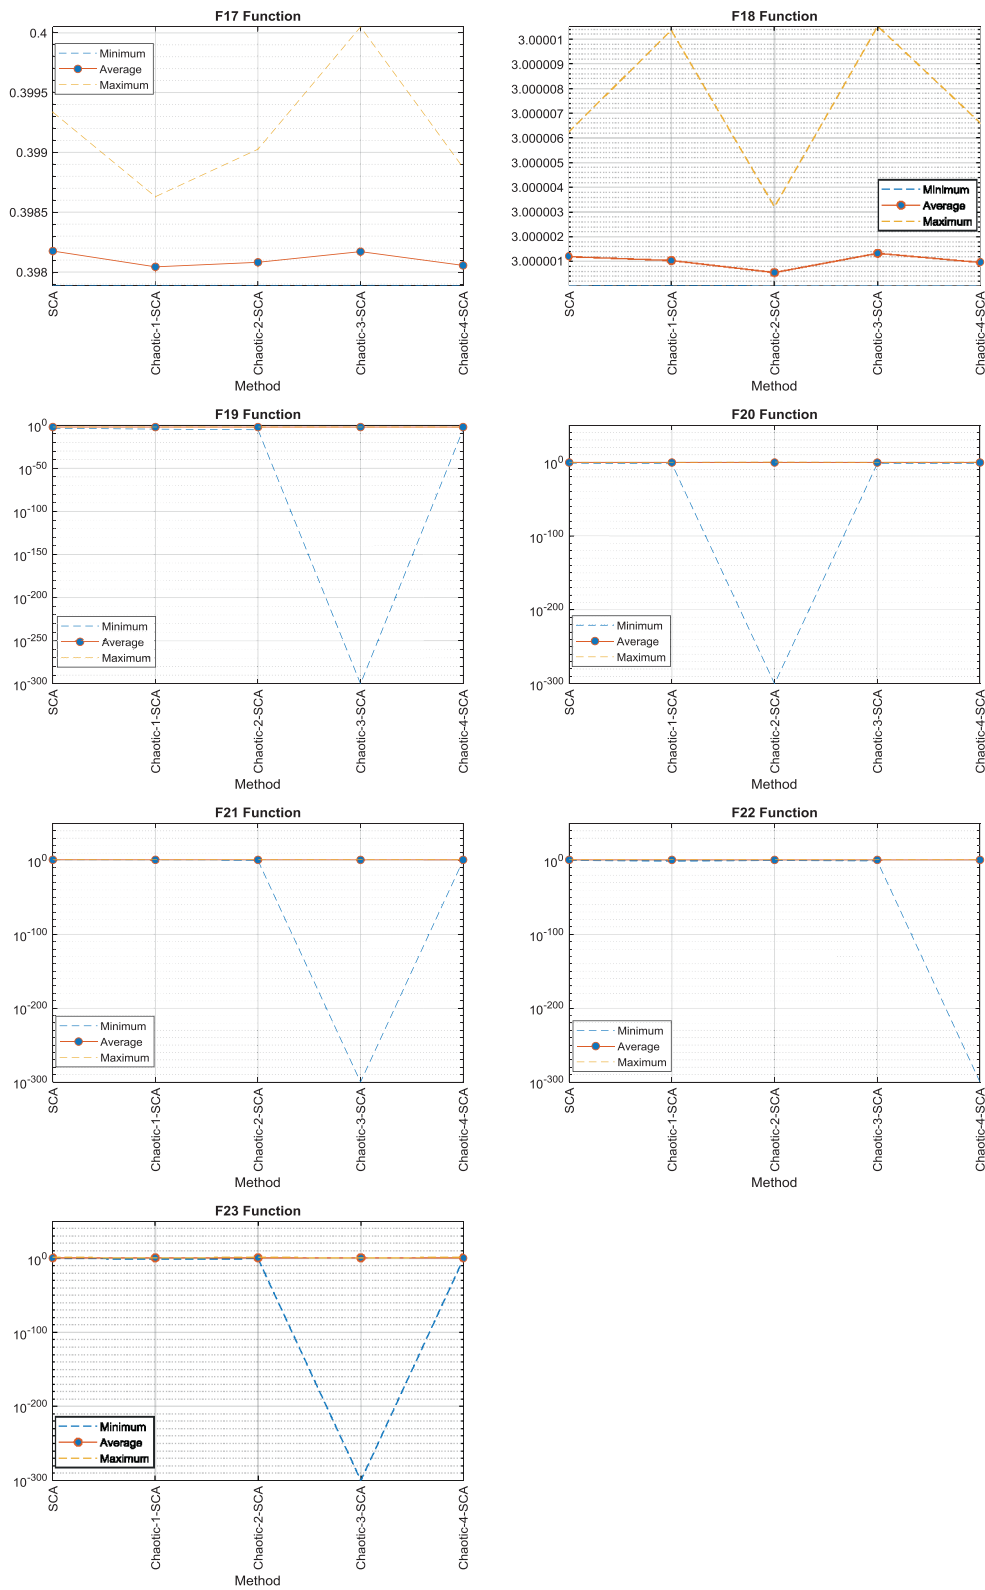 F17 Function
0.4
0.3995
0.399
0.3985
0.398
Minimum
Average
Maximum
SCA
Chaotic-1-SCA
Chaotic-2-SCA
Chaotic-3-SCA
Chaotic-4-SCA
Method
F18 Function
3.00001
3.000009
3.000008
3.000007
3.000006
3.000005
3.000004
3.000003
3.000002
3.000001
Minimum
Average
Maximum
SCA
Chaotic-1-SCA
Chaotic-2-SCA
Chaotic-3-SCA
Chaotic-4-SCA
Method
F19 Function
10^0
10^-50
10^-100
10^-150
10^-200
10^-250
10^-300
Minimum
Average
Maximum
SCA
Chaotic-1-SCA
Chaotic-2-SCA
Chaotic-3-SCA
Chaotic-4-SCA
Method
F20 Function
10^0
10^-100
10^-200
10^-300
Minimum
Average
Maximum
SCA
Chaotic-1-SCA
Chaotic-2-SCA
Chaotic-3-SCA
Chaotic-4-SCA
Method
F21 Function
10^0
10^-100
10^-200
10^-300
Minimum
Average
Maximum
SCA
Chaotic-1-SCA
Chaotic-2-SCA
Chaotic-3-SCA
Chaotic-4-SCA
Method
F22 Function
10^0
10^-100
10^-200
10^-300
Minimum
Average
Maximum
SCA
Chaotic-1-SCA
Chaotic-2-SCA
Chaotic-3-SCA
Chaotic-4-SCA
Method
F23 Function
10^0
10^-100
10^-200
10^-300
Minimum
Average
Maximum
SCA
Chaotic-1-SCA
Chaotic-2-SCA
Chaotic-3-SCA
Chaotic-4-SCA
Method